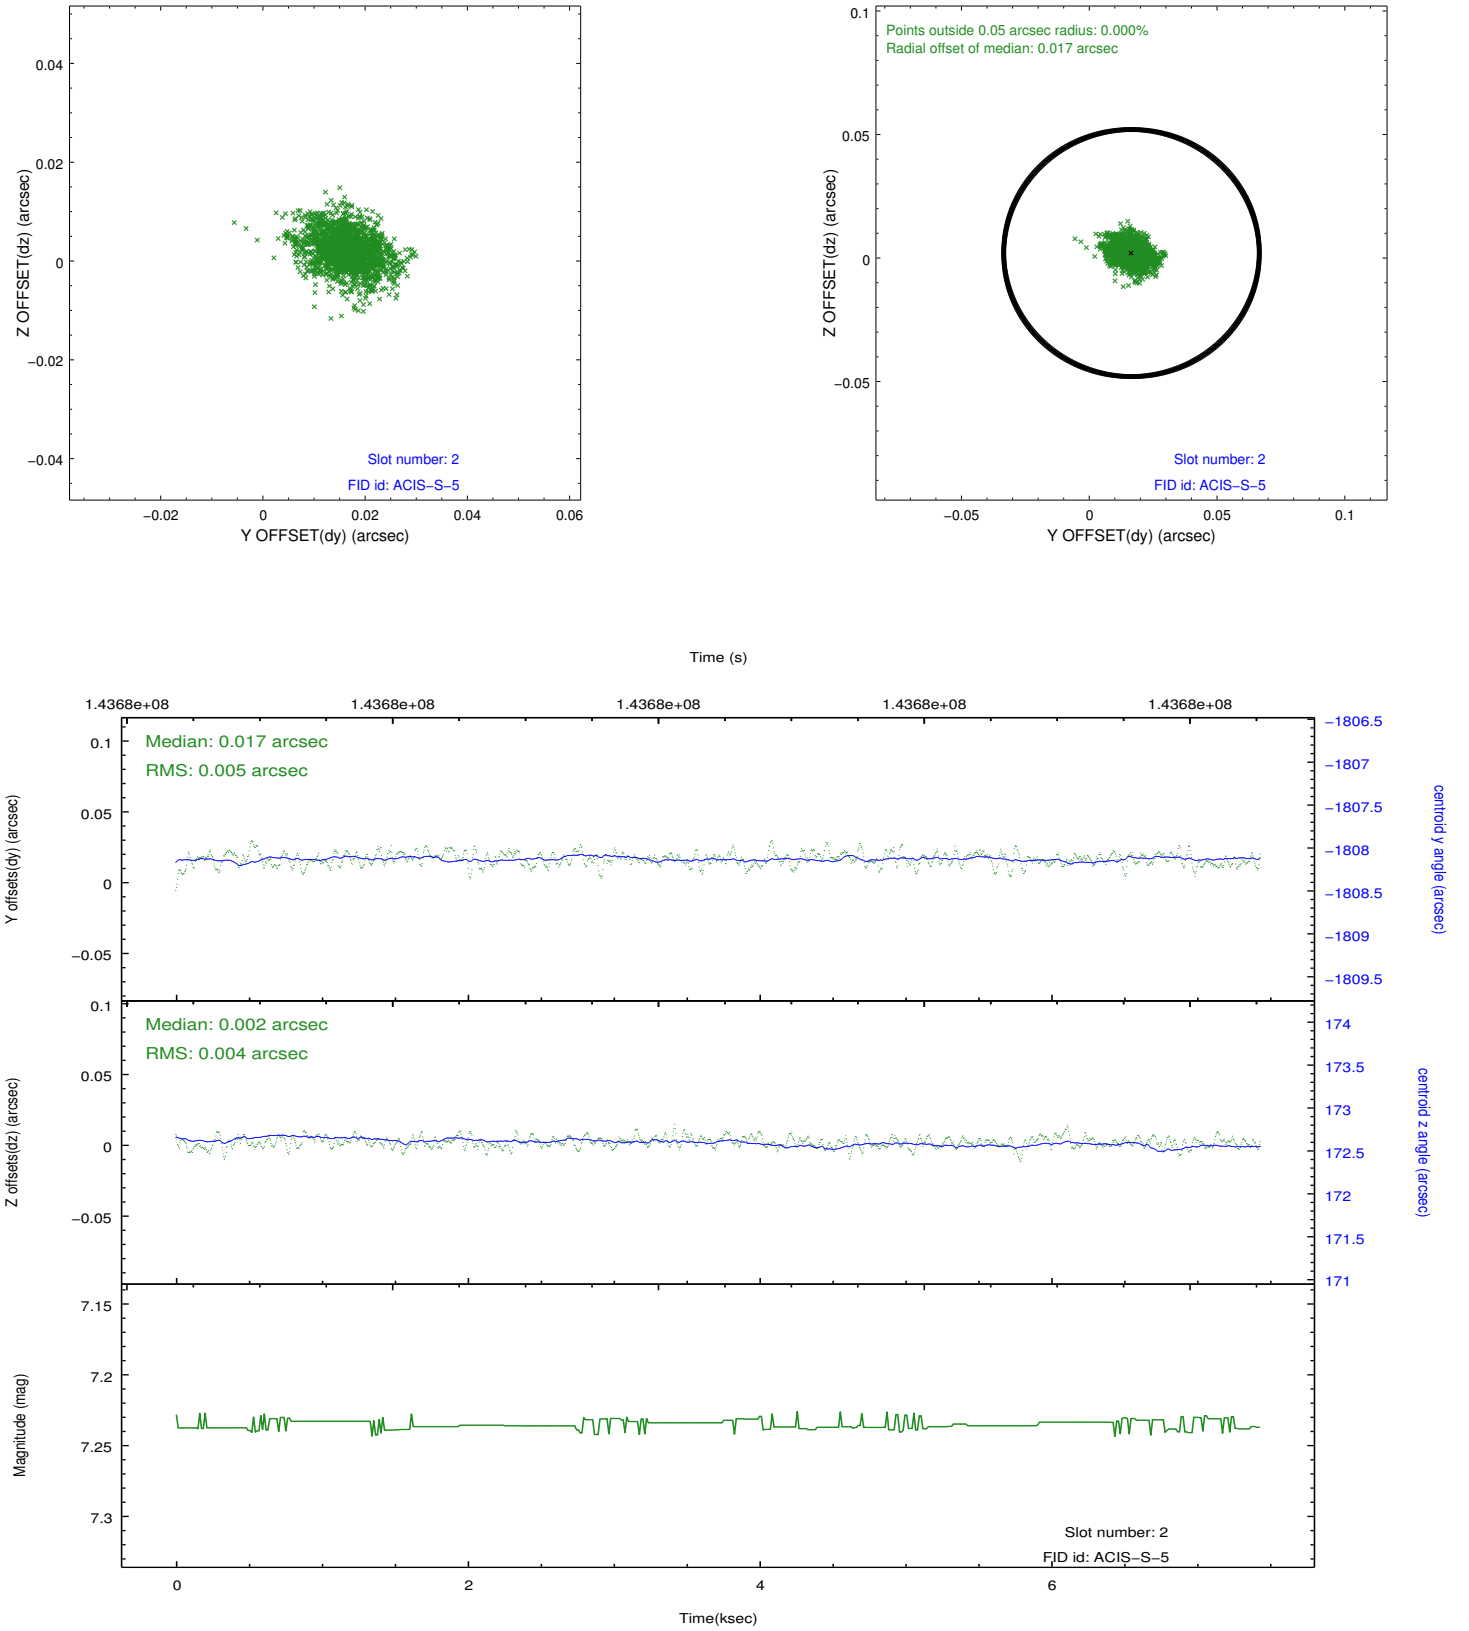 0.04
0.02
0
−0.02
−0.04
Z OFFSET(dz) (arcsec)
Slot number: 2
FID id: ACIS−S−5
−0.02 0 0.02 0.04 0.06
Y OFFSET(dy) (arcsec)
Points outside 0.05 arcsec radius: 0.000%
Radial offset of median: 0.017 arcsec
0.1
0.05
0
−0.05
Z OFFSET(dz) (arcsec)
Slot number: 2
FID id: ACIS−S−5
−0.05 0 0.05 0.1
Y OFFSET(dy) (arcsec)
Time (s)
1.4368e+08 1.4368e+08 1.4368e+08 1.4368e+08 1.4368e+08
Median: 0.017 arcsec
RMS: 0.005 arcsec
0.1
0.05
0
−0.05
Y offsets(dy) (arcsec)
−1806.5
−1807
−1807.5
−1808
−1808.5
−1809
−1809.5
centroid y angle (arcsec)
Median: 0.002 arcsec
RMS: 0.004 arcsec
0.1
0.05
0
−0.05
Z offsets(dz) (arcsec)
174
173.5
173
172.5
172
171.5
171
centroid z angle (arcsec)
7.15
7.2
7.25
7.3
Magnitude (mag)
Slot number: 2
FID id: ACIS−S−5
0 2 4 6
Time(ksec)